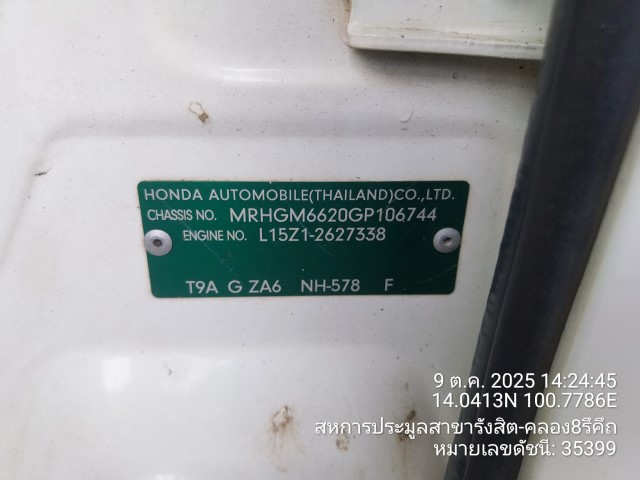 HONDA AUTOMOBILE(THAILAND)CO.,LTD.
CHASSIS NO. MRHGM6620GP106744
ENGINE NO. L15Z1-2627338
T9A G ZA6 NH-578 F
9 ต.ค. 2025 14:24:45
14.0413N 100.7786E
สหการประมูลสาขารังสิต-คลอง8รีคีถ
หมายเลขดัชนี: 35399